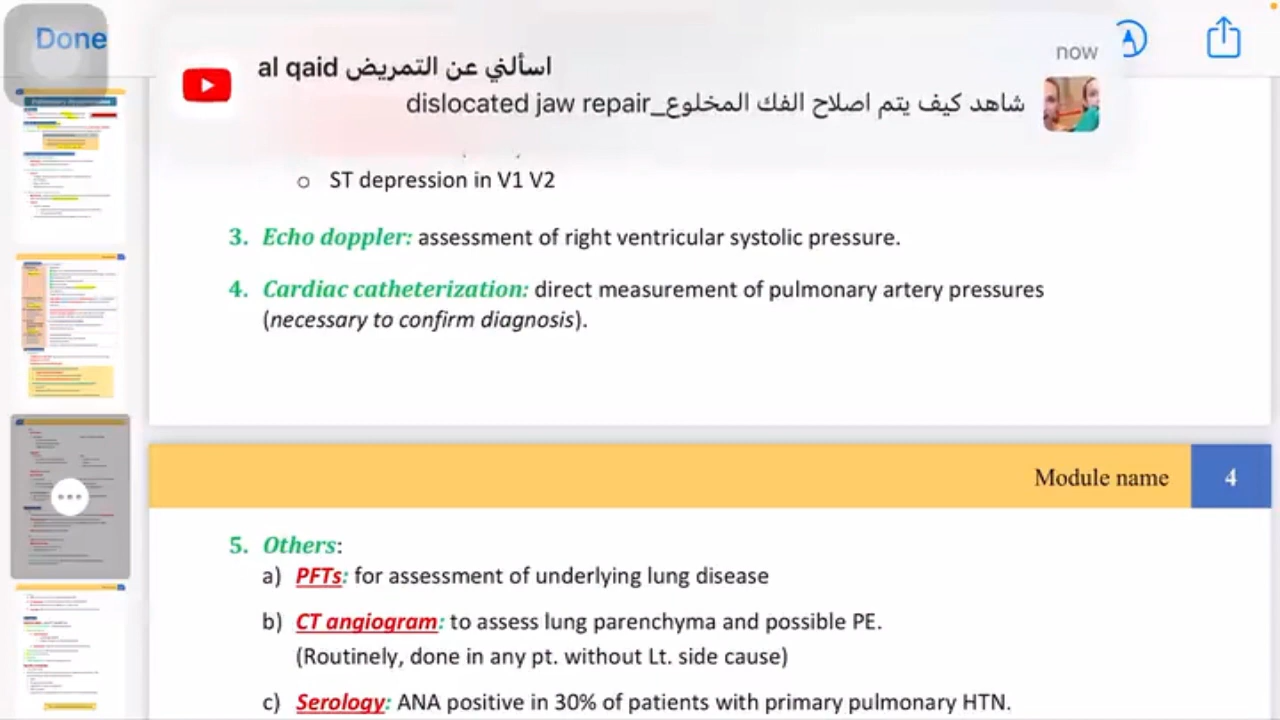 Done
al qaid اسألني عن التمريض
now
شاهد كيف يتم اصلاح الفك المخلوع_dislocated jaw repair
o ST depression in V1 V2
3. Echo doppler: assessment of right ventricular systolic pressure.
4. Cardiac catheterization: direct measurement of pulmonary artery pressures
(necessary to confirm diagnosis).
Module name 4
5. Others:
a) PFTs: for assessment of underlying lung disease
b) CT angiogram: to assess lung parenchyma and possible PE.
(Routinely, done in any pt. without Lt. side cause)
c) Serology: ANA positive in 30% of patients with primary pulmonary HTN.